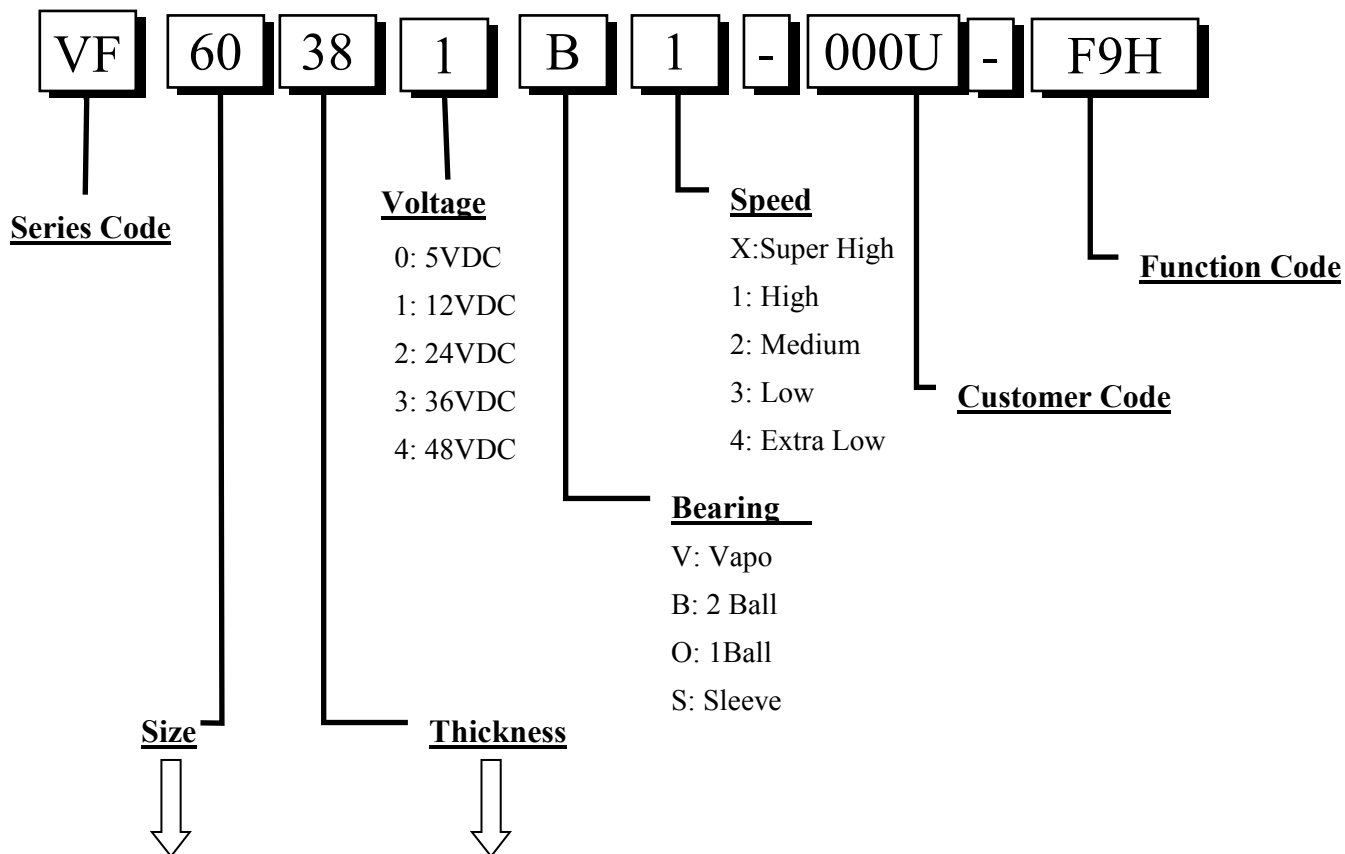 VF 60 38 1 B 1 - 000U - F9H
Series Code
Voltage
0: 5VDC
1: 12VDC
2: 24VDC
3: 36VDC
4: 48VDC
Speed
X:Super High
1: High
2: Medium
3: Low
4: Extra Low
Function Code
Customer Code
Bearing
V: Vapo
B: 2 Ball
O: 1Ball
S: Sleeve
Size
Thickness